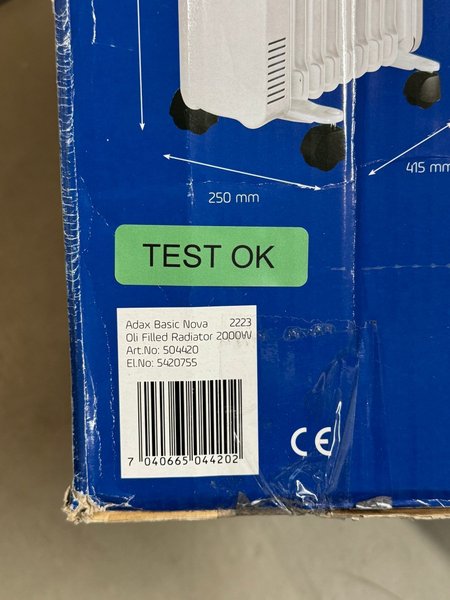 415 mm
250 mm
TEST OK
Adax Basic Nova 2223
Oli Filled Radiator 2000W
Art.No: 504420
El.No: 5420755
7 040665 044202
CE